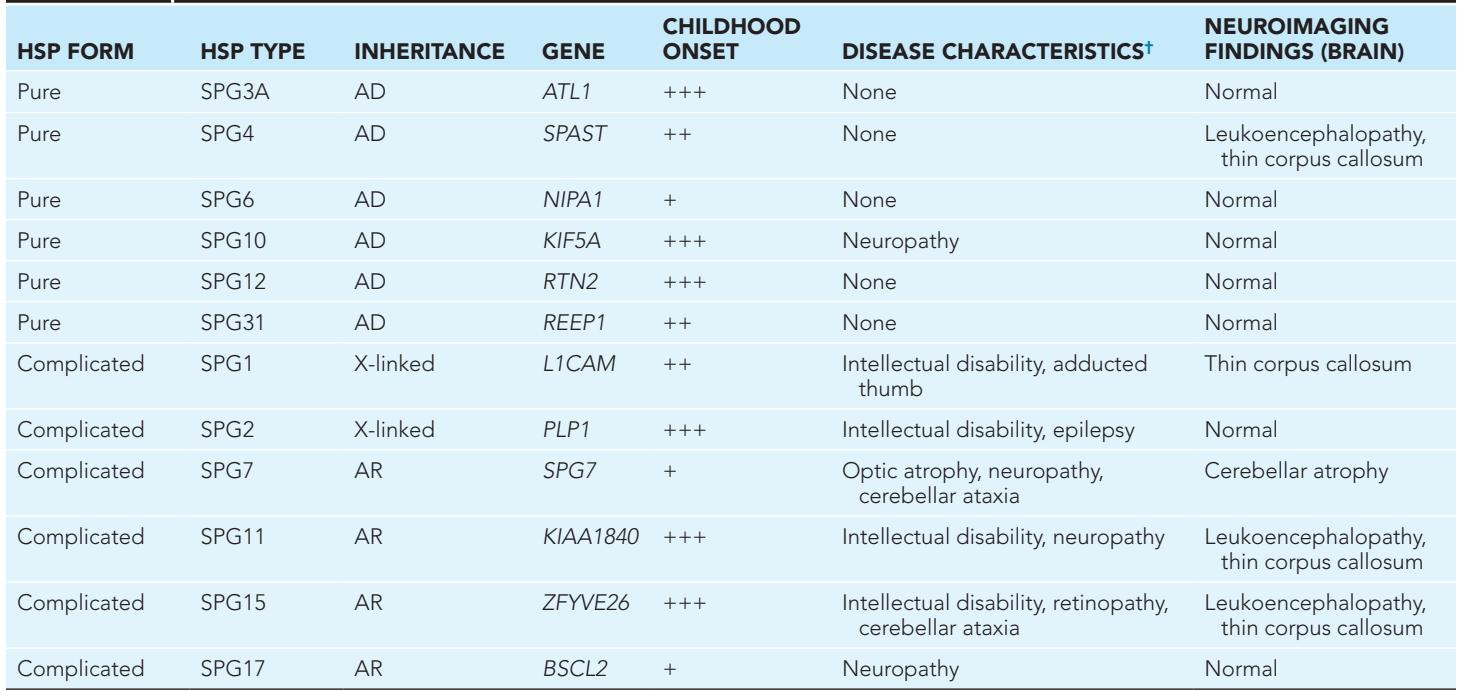 HSP FORM HSP TYPE INHERITANCE GENE CHILDHOOD ONSET DISEASE CHARACTERISTICS† NEUROIMAGING FINDINGS (BRAIN)
Pure SPG3A AD ATL1 +++ None Normal
Pure SPG4 AD SPAST ++ None Leukoencephalopathy,
thin corpus callosum
Pure SPG6 AD NIPA1 + None Normal
Pure SPG10 AD KIF5A +++ Neuropathy Normal
Pure SPG12 AD RTN2 +++ None Normal
Pure SPG31 AD REEP1 ++ None Normal
Complicated SPG1 X-linked L1CAM ++ Intellectual disability, adducted Thin corpus callosum
thumb
Complicated SPG2 X-linked PLP1 +++ Intellectual disability, epilepsy Normal
Complicated SPG7 AR SPG7 + Optic atrophy, neuropathy, Cerebellar atrophy
cerebellar ataxia
Complicated SPG11 AR KIAA1840 +++ Intellectual disability, neuropathy Leukoencephalopathy,
thin corpus callosum
Complicated SPG15 AR ZFYVE26 +++ Intellectual disability, retinopathy, Leukoencephalopathy,
cerebellar ataxia thin corpus callosum
Complicated SPG17 AR BSCL2 + Neuropathy Normal